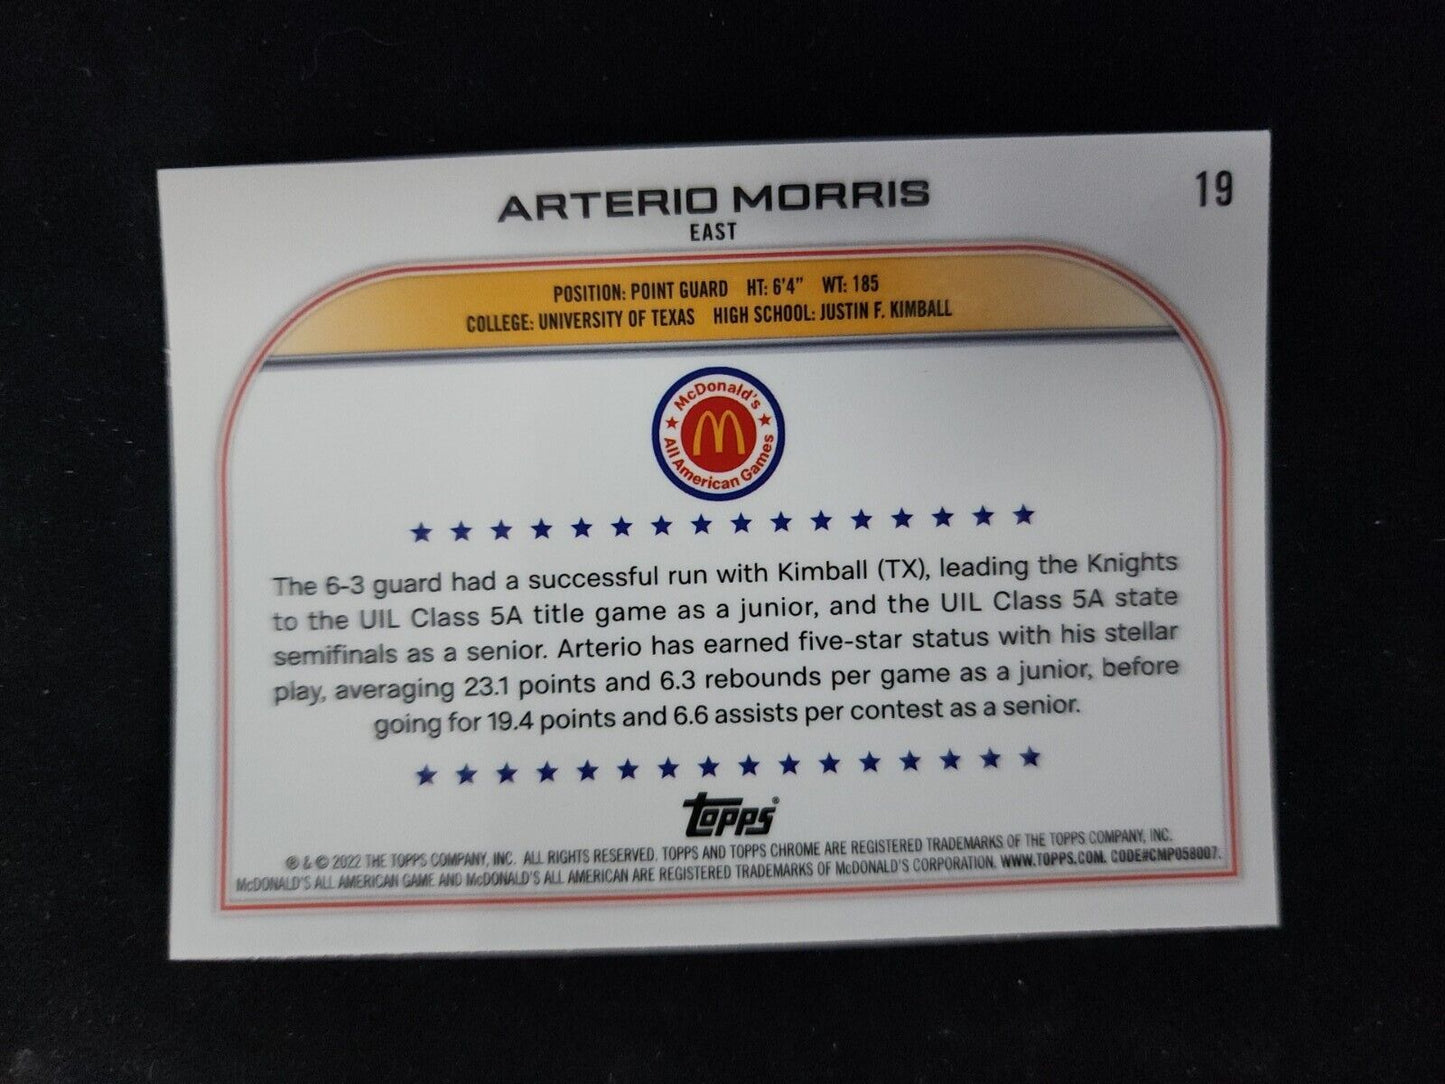 ARTERIO MORRIS
19
EAST
POSITION: POINT GUARD HT: 6'4" WT: 185
COLLEGE: UNIVERSITY OF TEXAS HIGH SCHOOL: JUSTIN F. KIMBALL
McDonald's
All American Games
The 6-3 guard had a successful run with Kimball (TX), leading the Knights
to the UIL Class 5A title game as a junior, and the UIL Class 5A state
semifinals as a senior. Arterio has earned five-star status with his stellar
play, averaging 23.1 points and 6.3 rebounds per game as a junior, before
going for 19.4 points and 6.6 assists per contest as a senior.
topps®
® & © 2022 THE TOPPS COMPANY, INC. ALL RIGHTS RESERVED. TOPPS AND TOPPS CHROME ARE REGISTERED TRADEMARKS OF THE TOPPS COMPANY, INC.
McDONALD'S ALL AMERICAN GAME AND McDONALD'S ALL AMERICAN ARE REGISTERED TRADEMARKS OF McDONALD'S CORPORATION. WWW.TOPPS.COM. CODE#CMP058007.